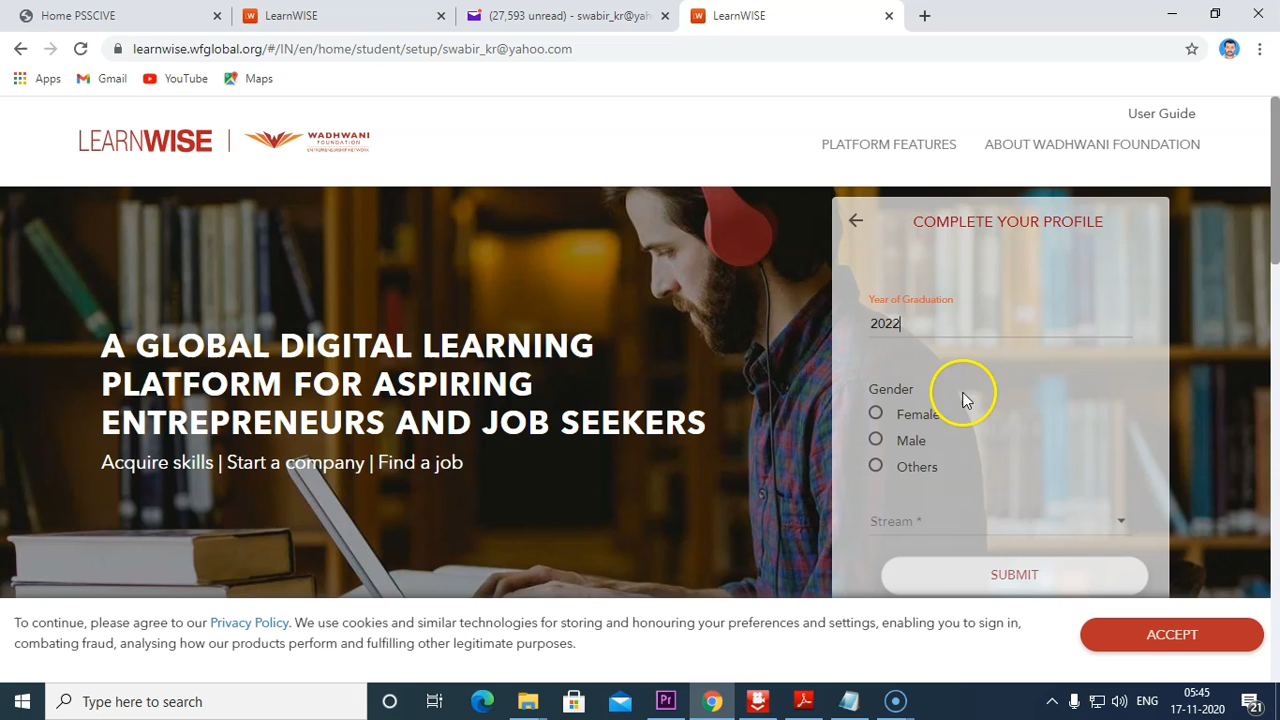 Home PSSCIVE
LearnWISE
(27,593 unread) - swabir_kr@yah
LearnWISE
learnwise.wfglobal.org/#/IN/en/home/student/setup/swabir_kr@yahoo.com
Apps
Gmail
YouTube
Maps
User Guide
LEARNWISE
WADHWANI
FOUNDATION
ENTREPRENEURSHIP NETWORK
PLATFORM FEATURES
ABOUT WADHWANI FOUNDATION
COMPLETE YOUR PROFILE
Year of Graduation
2022
Gender
Female
Male
Others
Stream *
SUBMIT
A GLOBAL DIGITAL LEARNING
PLATFORM FOR ASPIRING
ENTREPRENEURS AND JOB SEEKERS
Acquire skills | Start a company | Find a job
To continue, please agree to our Privacy Policy. We use cookies and similar technologies for storing and honouring your preferences and settings, enabling you to sign in,
combating fraud, analysing how our products perform and fulfilling other legitimate purposes.
ACCEPT
Type here to search
Pr
ENG
05:45
17-11-2020
21